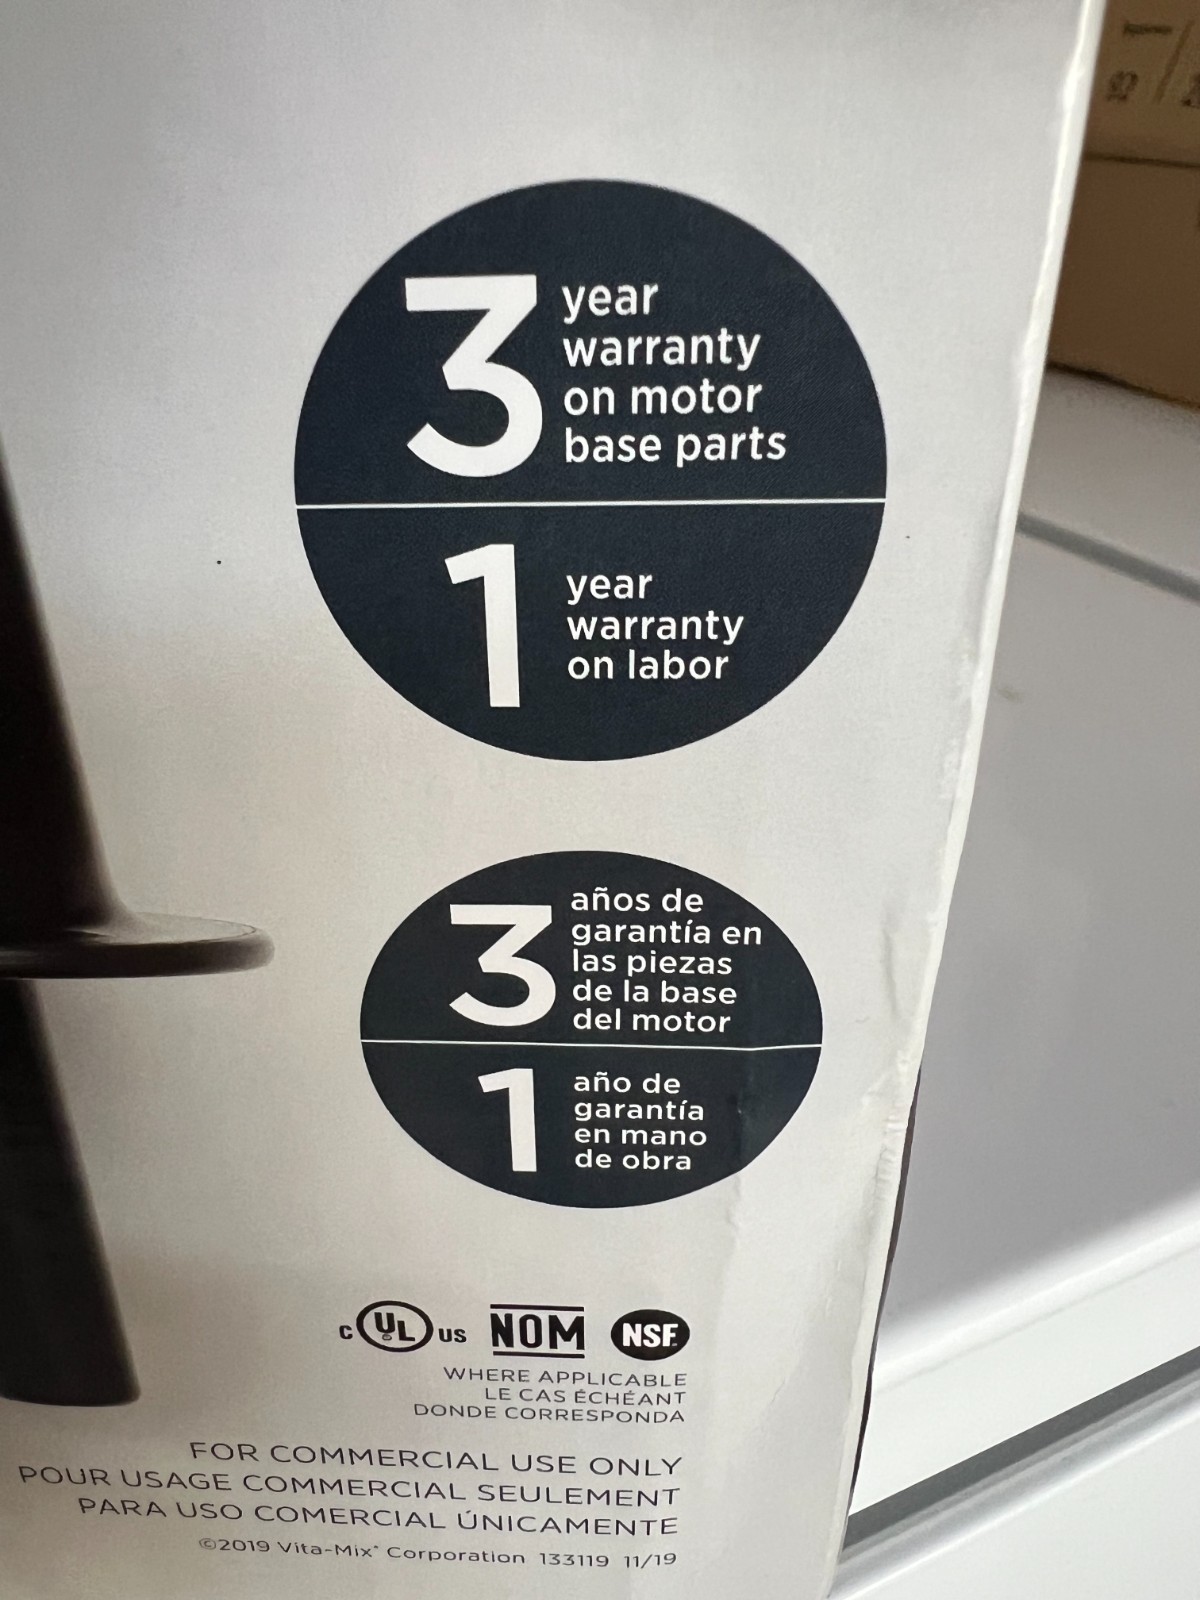 3 year
warranty
on motor
base parts
1 year
warranty
on labor
3 años de
garantía en
las piezas
de la base
del motor
1 año de
garantía
en mano
de obra
C UL US NOM NSF
WHERE APPLICABLE
LE CAS ÉCHÉANT
DONDE CORRESPONDA
FOR COMMERCIAL USE ONLY
POUR USAGE COMMERCIAL SEULEMENT
PARA USO COMERCIAL ÚNICAMENTE
©2019 Vita-Mix® Corporation 133119 11/19